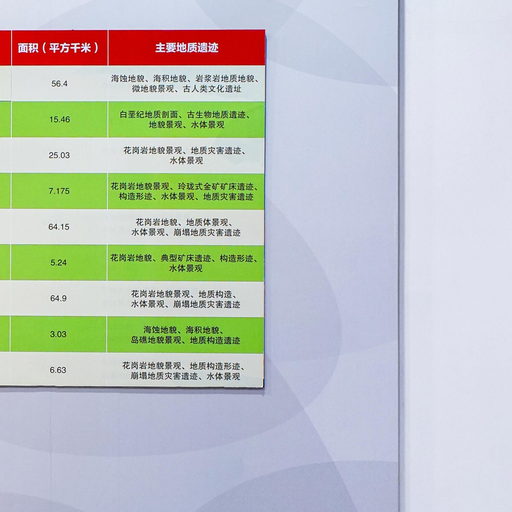 面积（平方千米） 主要地质遗迹
56.4 海蚀地貌、海积地貌、岩浆岩地质地貌、
微地貌景观、古人类文化遗址
15.46 白垩纪地质剖面、古生物地质遗迹、
地貌景观、水体景观
25.03 花岗岩地貌景观、地质灾害遗迹、
水体景观
7.175 花岗岩地貌景观、玲珑式金矿矿床遗迹、
构造形迹、水体景观、地质灾害遗迹
64.15 花岗岩地貌、地质体景观、
水体景观、崩塌地质灾害遗迹
5.24 花岗岩地貌、典型矿床遗迹、构造形迹、
水体景观
64.9 花岗岩地貌景观、地质构造、
水体景观、崩塌地质灾害遗迹
3.03 海蚀地貌、海积地貌、
岛礁地貌景观、地质构造遗迹
6.63 花岗岩地貌景观、地质构造形迹、
崩塌地质灾害遗迹、水体景观